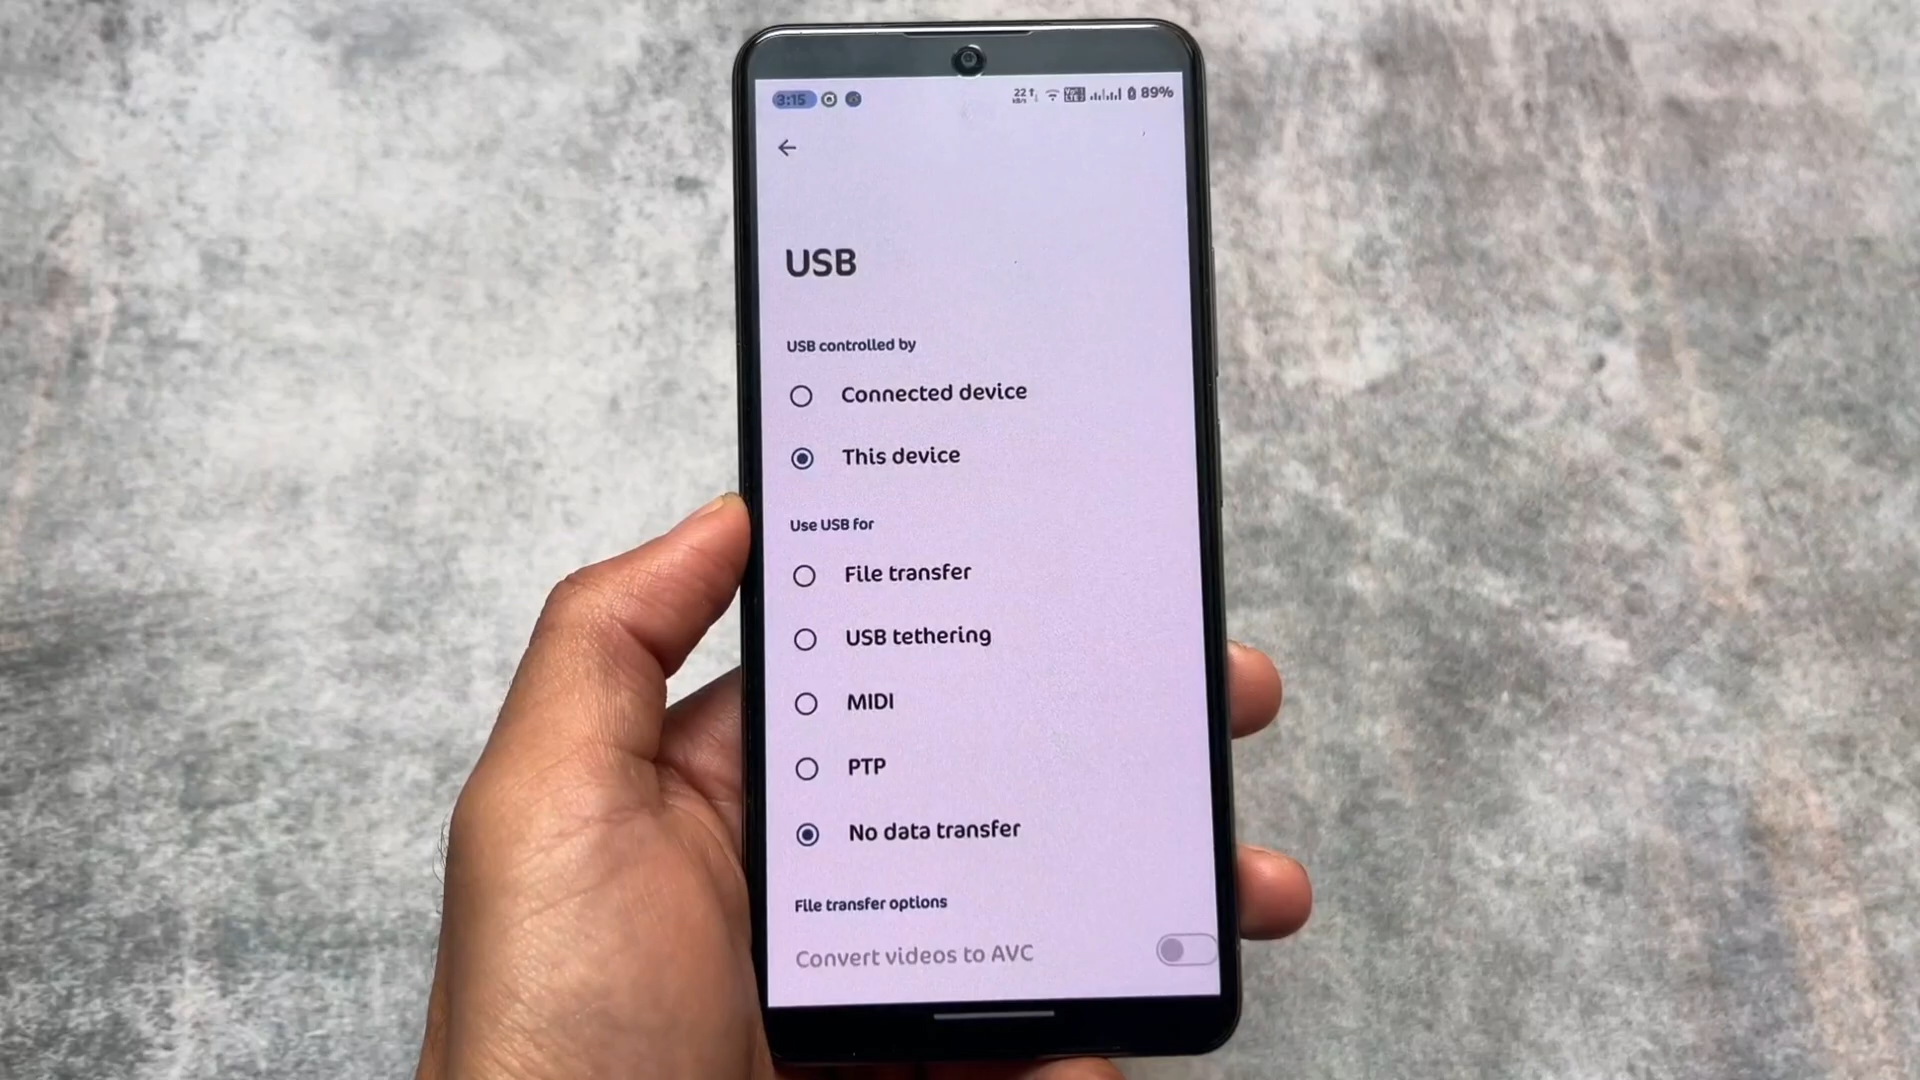 3:15 22 89%
USB
USB controlled by
Connected device
This device
Use USB for
File transfer
USB tethering
MIDI
PTP
No data transfer
File transfer options
Convert videos to AVC